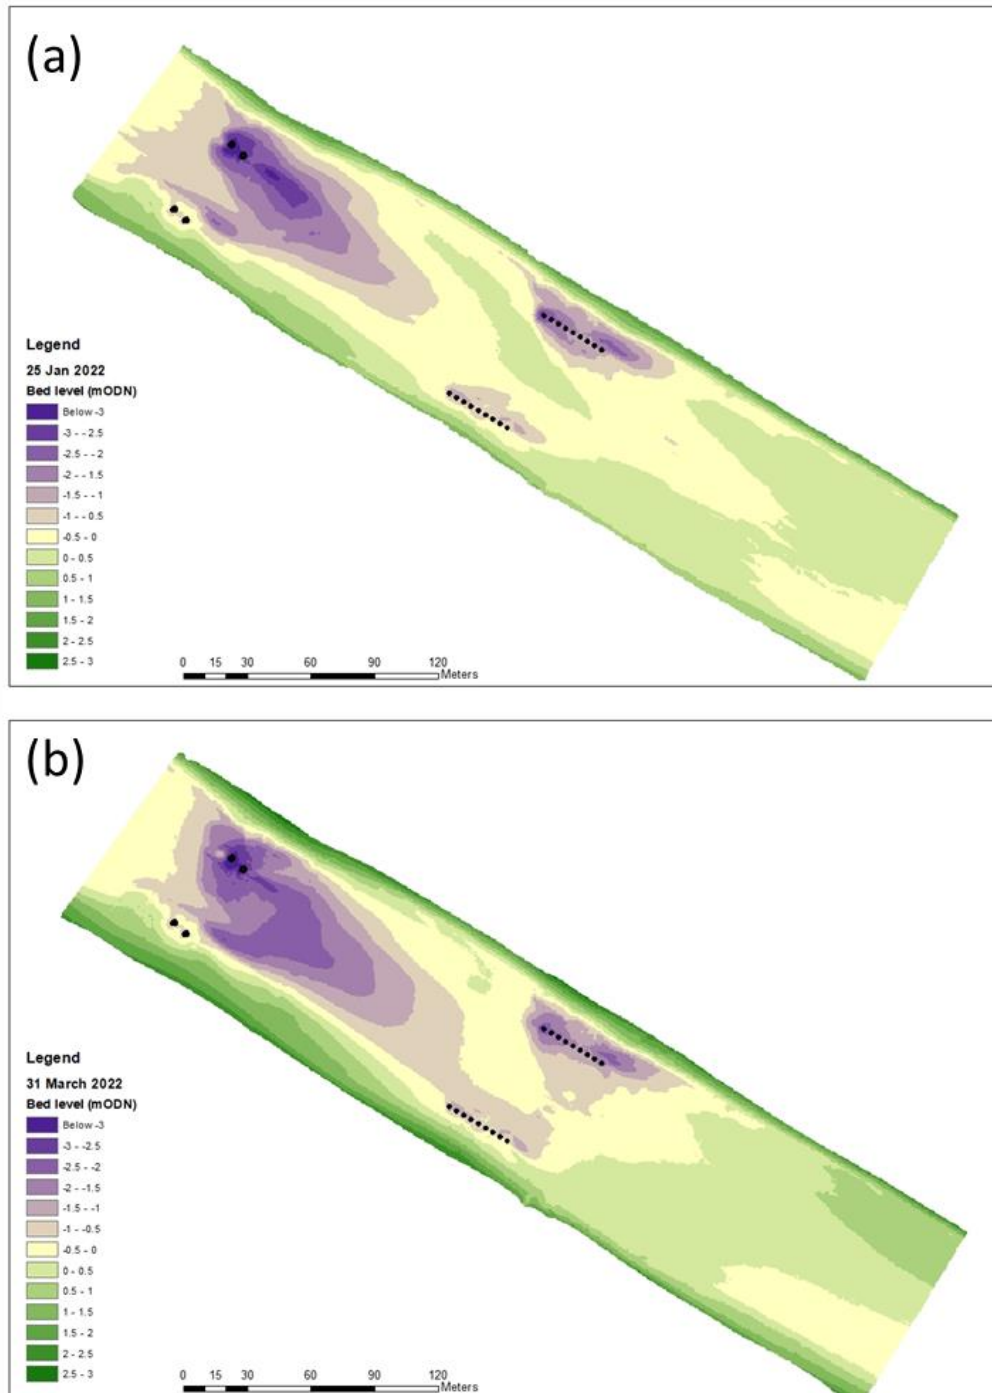 (a)
Legend
25 Jan 2022
Bed level (mODN)
Below -3
-3 - -2.5
-2.5 - -2
-2 - -1.5
-1.5 - -1
-1 - -0.5
-0.5 - 0
0 - 0.5
0.5 - 1
1 - 1.5
1.5 - 2
2 - 2.5
2.5 - 3
0 15 30 60 90 120
Meters
(b)
Legend
31 March 2022
Bed level (mODN)
Below -3
-3 - -2.5
-2.5 - -2
-2 - -1.5
-1.5 - -1
-1 - -0.5
-0.5 - 0
0 - 0.5
0.5 - 1
1 - 1.5
1.5 - 2
2 - 2.5
2.5 - 3
0 15 30 60 90 120
Meters